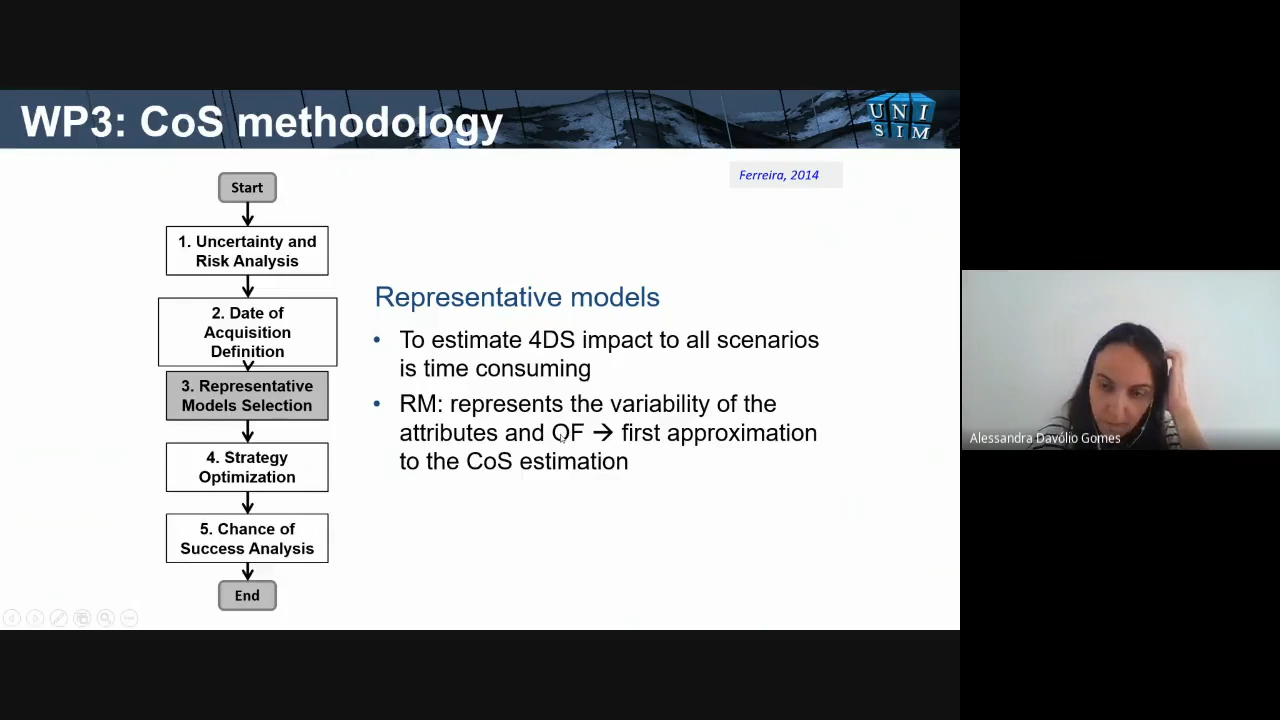 WP3: CoS methodology
UNI
SIM
Ferreira, 2014
Start
1. Uncertainty and
Risk Analysis
2. Date of
Acquisition
Definition
3. Representative
Models Selection
4. Strategy
Optimization
5. Chance of
Success Analysis
End
Representative models
• To estimate 4DS impact to all scenarios
is time consuming
• RM: represents the variability of the
attributes and OF → first approximation
to the CoS estimation
Alessandra Davólio Gomes